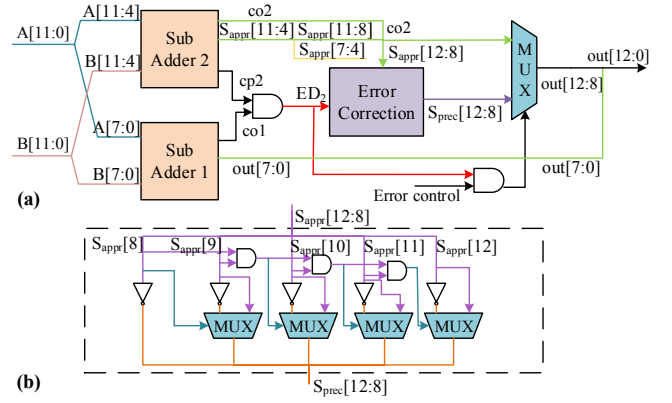 A[11:4]
co2
A[11:0]
Sub
Adder 2
S_appr[11:4] S_appr[11:8]
co2
S_appr[7:4]
S_appr[12:8]
MUX
out[12:0]
B[11:4]
cp2
ED₂
Error
Correction
out[12:8]
A[7:0]
co1
S_prec[12:8]
B[11:0]
Sub
Adder 1
B[7:0]
out[7:0]
out[7:0]
Error control
(a)
S_appr[12:8]
S_appr[8]
S_appr[9]
S_appr[10]
S_appr[11]
S_appr[12]
MUX
MUX
MUX
MUX
S_prec[12:8]
(b)